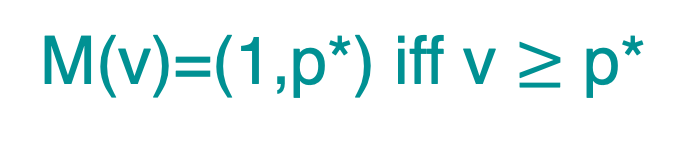 M(v)=(1,p*) iff v ≥ p*